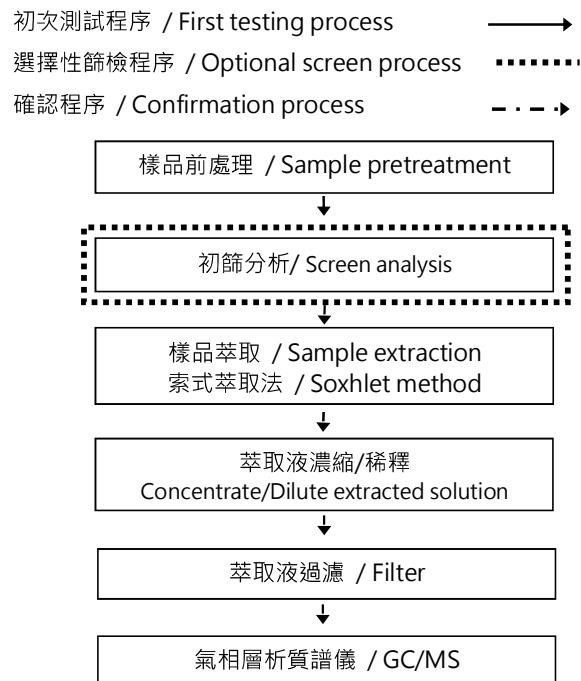 初次測試程序 / First testing process
選擇性篩檢程序 / Optional screen process
確認程序 / Confirmation process
樣品前處理 / Sample pretreatment
初篩分析/ Screen analysis
樣品萃取 / Sample extraction
索式萃取法 / Soxhlet method
萃取液濃縮/稀釋
Concentrate/Dilute extracted solution
萃取液過濾 / Filter
氣相層析質譜儀 / GC/MS